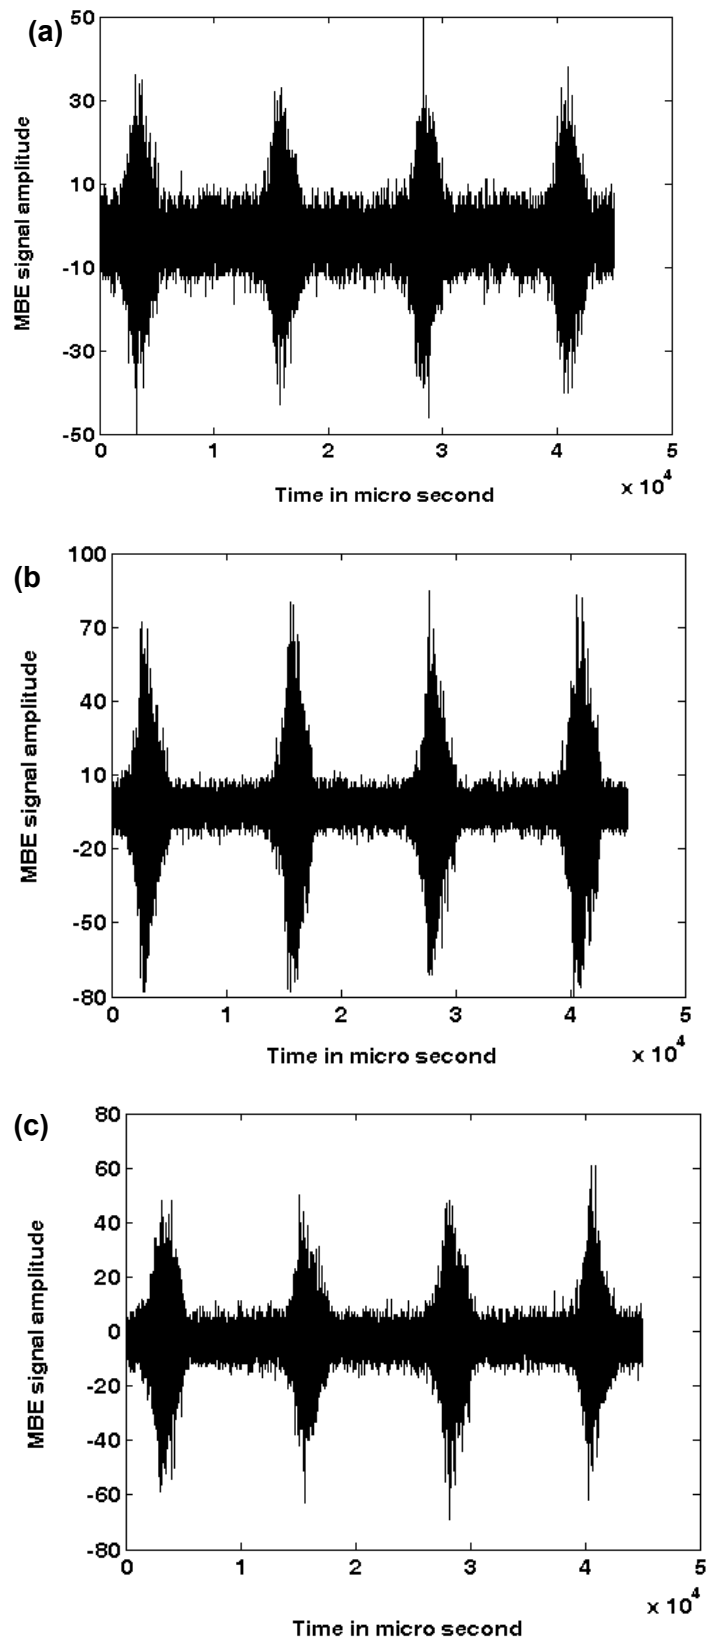 (a)
50
30
10
-10
-30
-50
MBE signal amplitude
0 1 2 3 4 5
x 10^4
Time in micro second
(b
100
70
40
10
-20
-50
-80
MBE signal amplitude
0 1 2 3 4 5
x 10^4
Time in micro second
(c)
80
60
40
20
0
-20
-40
-60
-80
MBE signal amplitude
0 1 2 3 4 5
x 10^4
Time in micro second